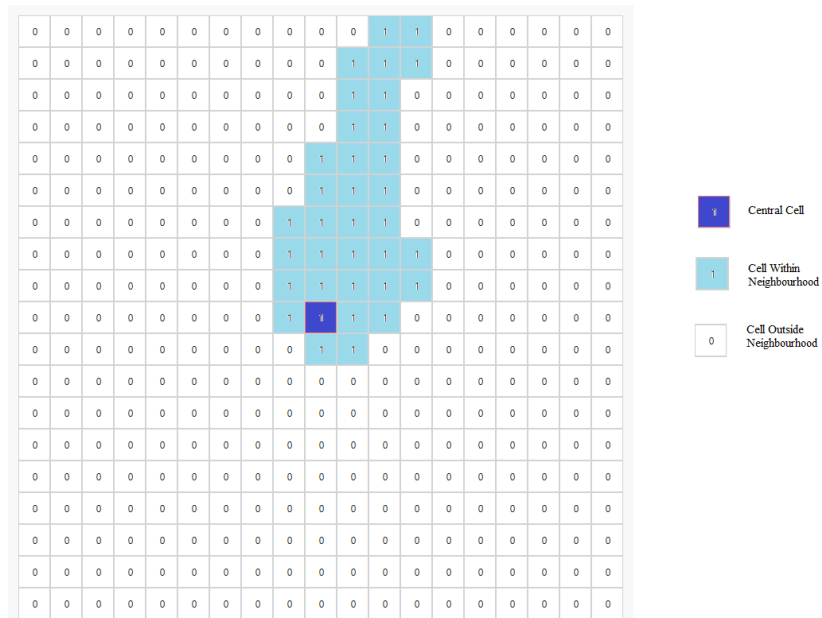 0 0 0 0 0 0 0 0 0 0 0 1 1 0 0 0 0 0 0
0 0 0 0 0 0 0 0 0 0 1 1 1 0 0 0 0 0 0
0 0 0 0 0 0 0 0 0 0 1 1 0 0 0 0 0 0 0
0 0 0 0 0 0 0 0 0 0 1 1 0 0 0 0 0 0 0
0 0 0 0 0 0 0 0 0 1 1 1 0 0 0 0 0 0 0
0 0 0 0 0 0 0 0 0 1 1 1 0 0 0 0 0 0 0
0 0 0 0 0 0 0 0 1 1 1 1 0 0 0 0 0 0 0
0 0 0 0 0 0 0 0 1 1 1 1 1 0 0 0 0 0 0
0 0 0 0 0 0 0 0 1 1 1 1 1 0 0 0 0 0 0
0 0 0 0 0 0 0 0 1 1 1 0 0 0 0 0 0 0
0 0 0 0 0 0 0 0 0 1 1 0 0 0 0 0 0 0 0
0 0 0 0 0 0 0 0 0 0 0 0 0 0 0 0 0 0 0
0 0 0 0 0 0 0 0 0 0 0 0 0 0 0 0 0 0 0
0 0 0 0 0 0 0 0 0 0 0 0 0 0 0 0 0 0 0
0 0 0 0 0 0 0 0 0 0 0 0 0 0 0 0 0 0 0
0 0 0 0 0 0 0 0 0 0 0 0 0 0 0 0 0 0 0
0 0 0 0 0 0 0 0 0 0 0 0 0 0 0 0 0 0 0
0 0 0 0 0 0 0 0 0 0 0 0 0 0 0 0 0 0 0
0 0 0 0 0 0 0 0 0 0 0 0 0 0 0 0 0 0 0
Central Cell
1 Cell Within
Neighbourhood
0 Cell Outside
Neighbourhood